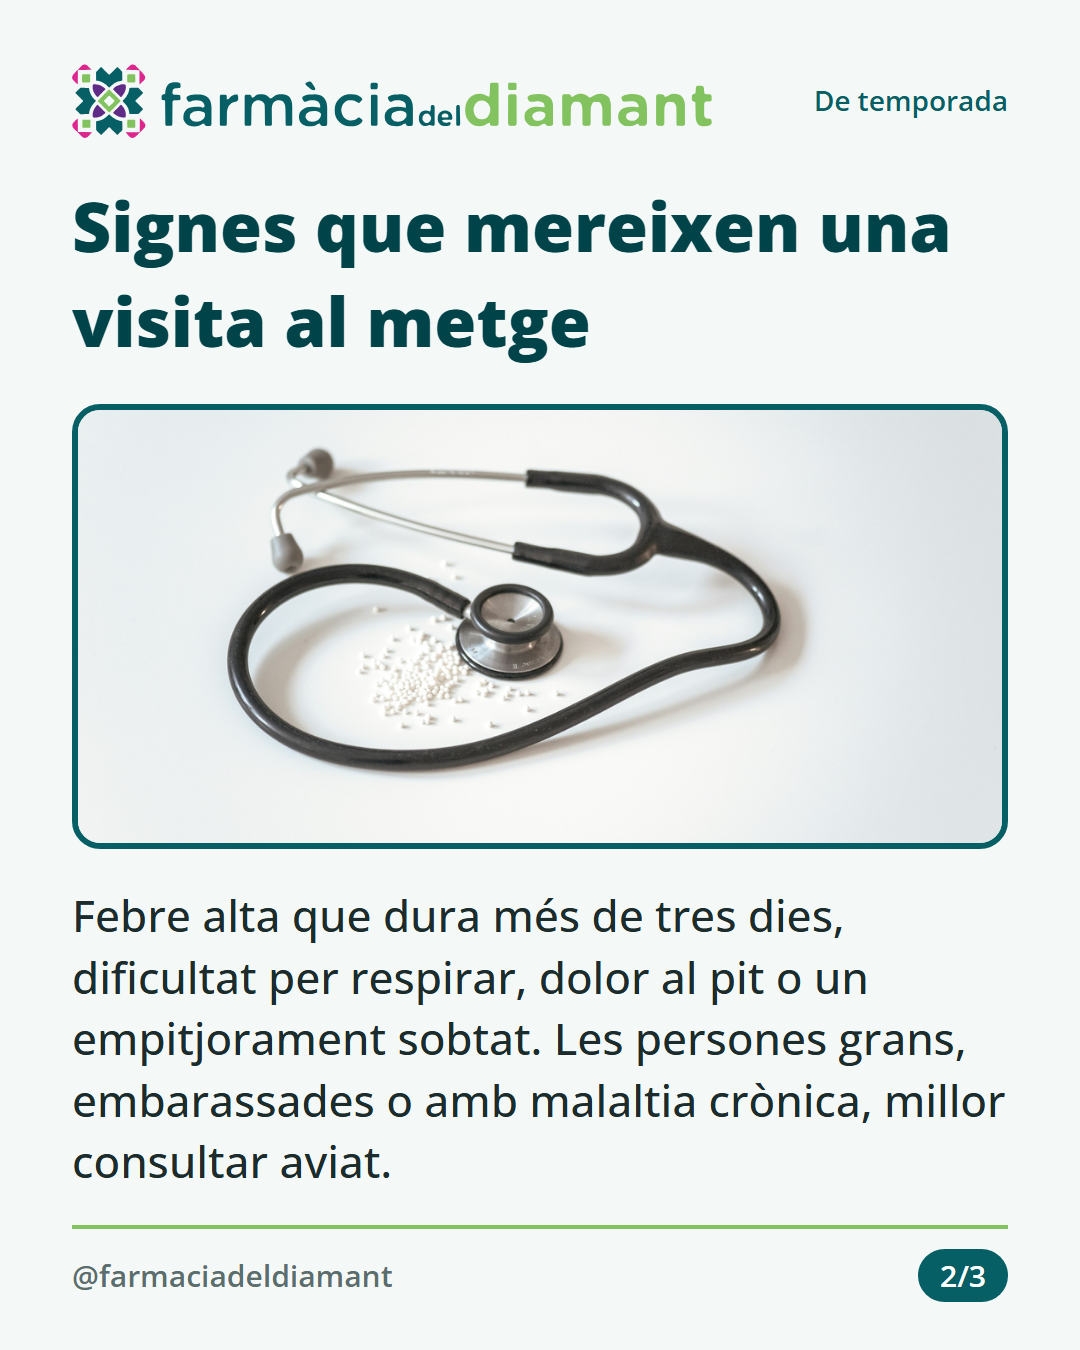 farmàciadeldiamant
De temporada
Signes que mereixen una
visita al metge
Febre alta que dura més de tres dies,
dificultat per respirar, dolor al pit o un
empitjorament sobtat. Les persones grans,
embarassades o amb malaltia crònica, millor
consultar aviat.
@farmaciadeldiamant
2/3